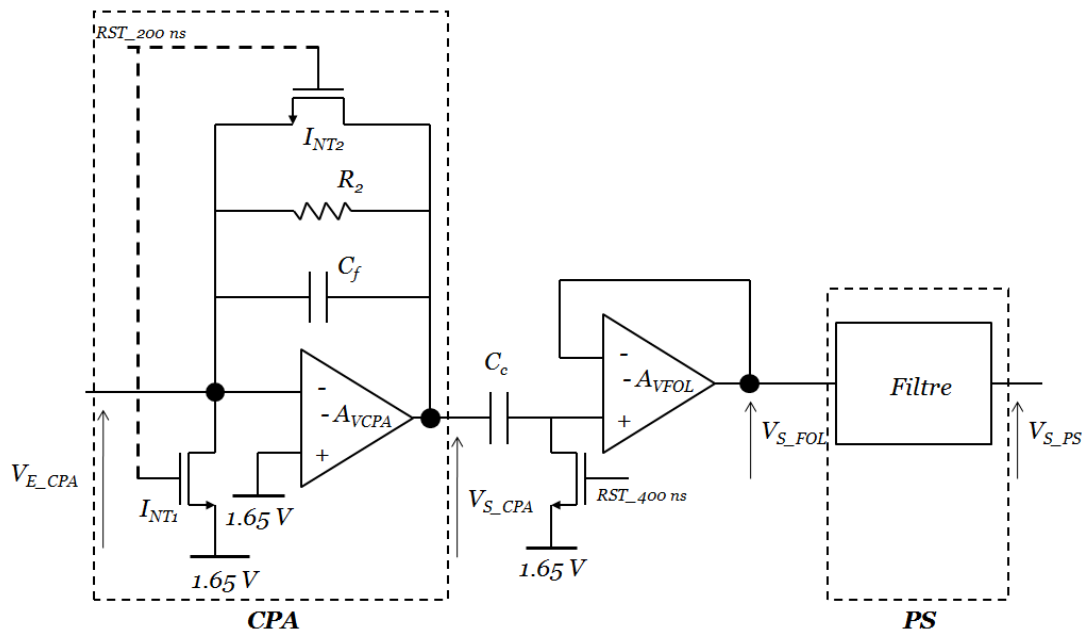 RST_200 ns
I_NT2
R_2
C_f
-
- A_VCPA
+
V_E_CPA
I_NT1
1.65 V
1.65 V
V_S_CPA
C_c
-
- A_VFOL
+
RST_400 ns
1.65 V
V_S_FOL
Filtre
V_S_PS
CPA
PS